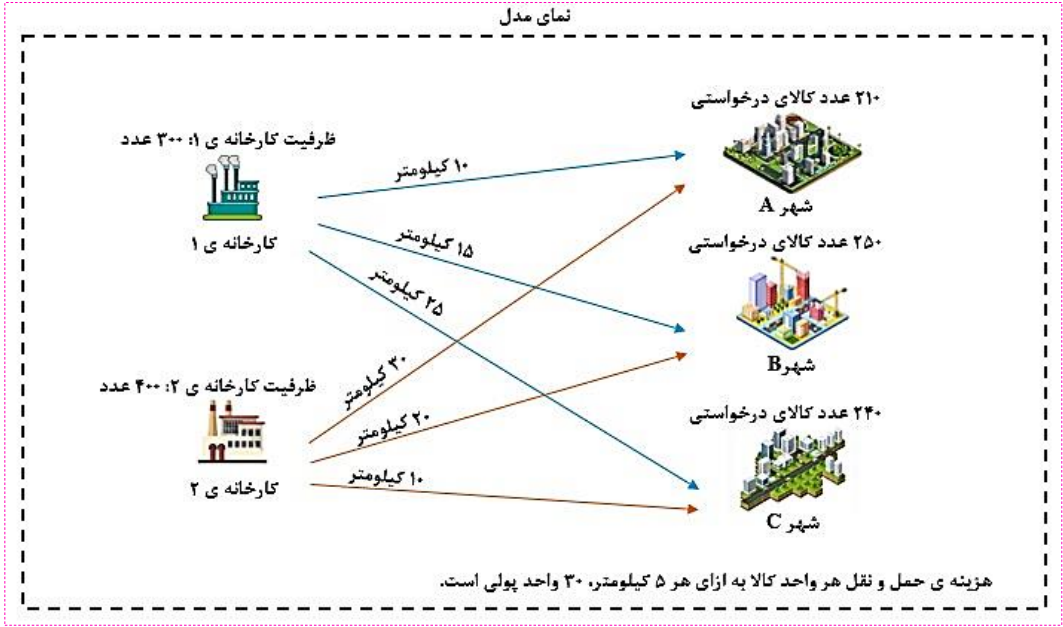 نمای مدل
۲۱۰ عدد کالای درخواستی
ظرفیت کارخانه ی ۱: ۳۰۰ عدد
۱۰ کیلومتر
شهر A
کارخانه ی ۱
۱۵ کیلومتر
۲۵۰ عدد کالای درخواستی
۲۵ کیلومتر
شهرB
ظرفیت کارخانه ی ۲: ۴۰۰ عدد
۳۰ کیلومتر
۲۴۰ عدد کالای درخواستی
۲۰ کیلومتر
۱۰ کیلومتر
کارخانه ی ۲
شهر C
هزینه ی حمل و نقل هر واحد کالا به ازای هر ۵ کیلومتر، ۳۰ واحد پولی است.